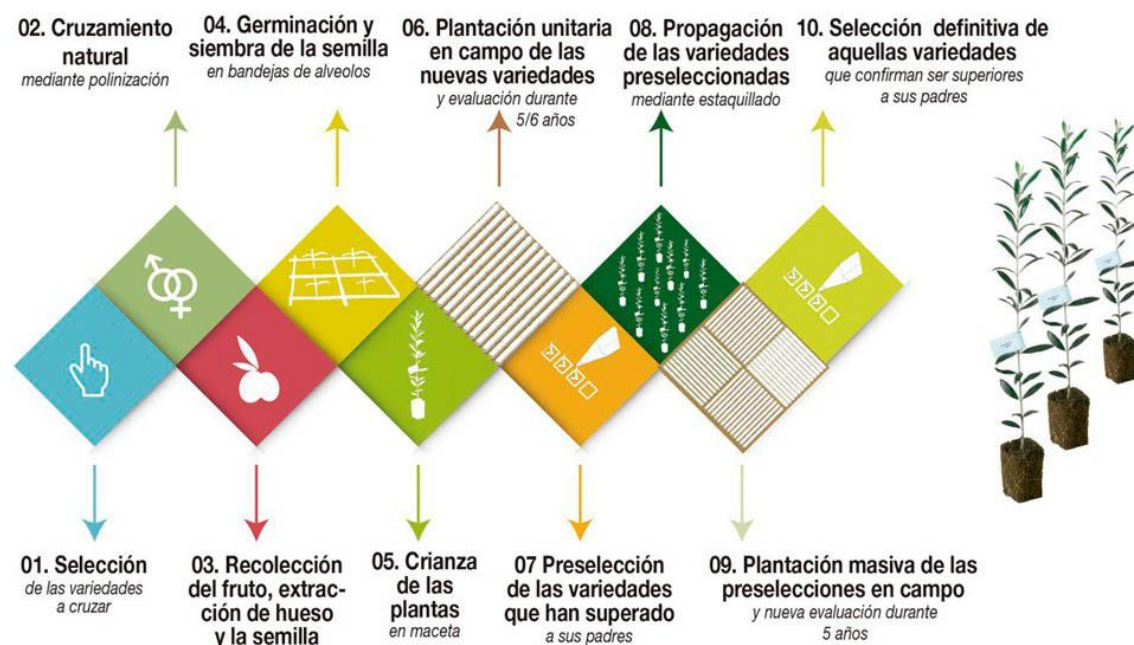 02. Cruzamiento
natural
mediante polinización
04. Germinación y
siembra de la semilla
en bandejas de alveolos
06. Plantación unitaria
en campo de las
nuevas variedades
y evaluación durante
5/6 años
08. Propagación
de las variedades
preseleccionadas
mediante estaquillado
10. Selección definitiva de
aquellas variedades
que confirman ser superiores
a sus padres
01. Selección
de las variedades
a cruzar
03. Recolección
del fruto, extrac-
ción de hueso
y la semilla
05. Crianza
de las
plantas
en maceta
07 Preselección
de las variedades
que han superado
a sus padres
09. Plantación masiva de las
preselecciones en campo
y nueva evaluación durante
5 años